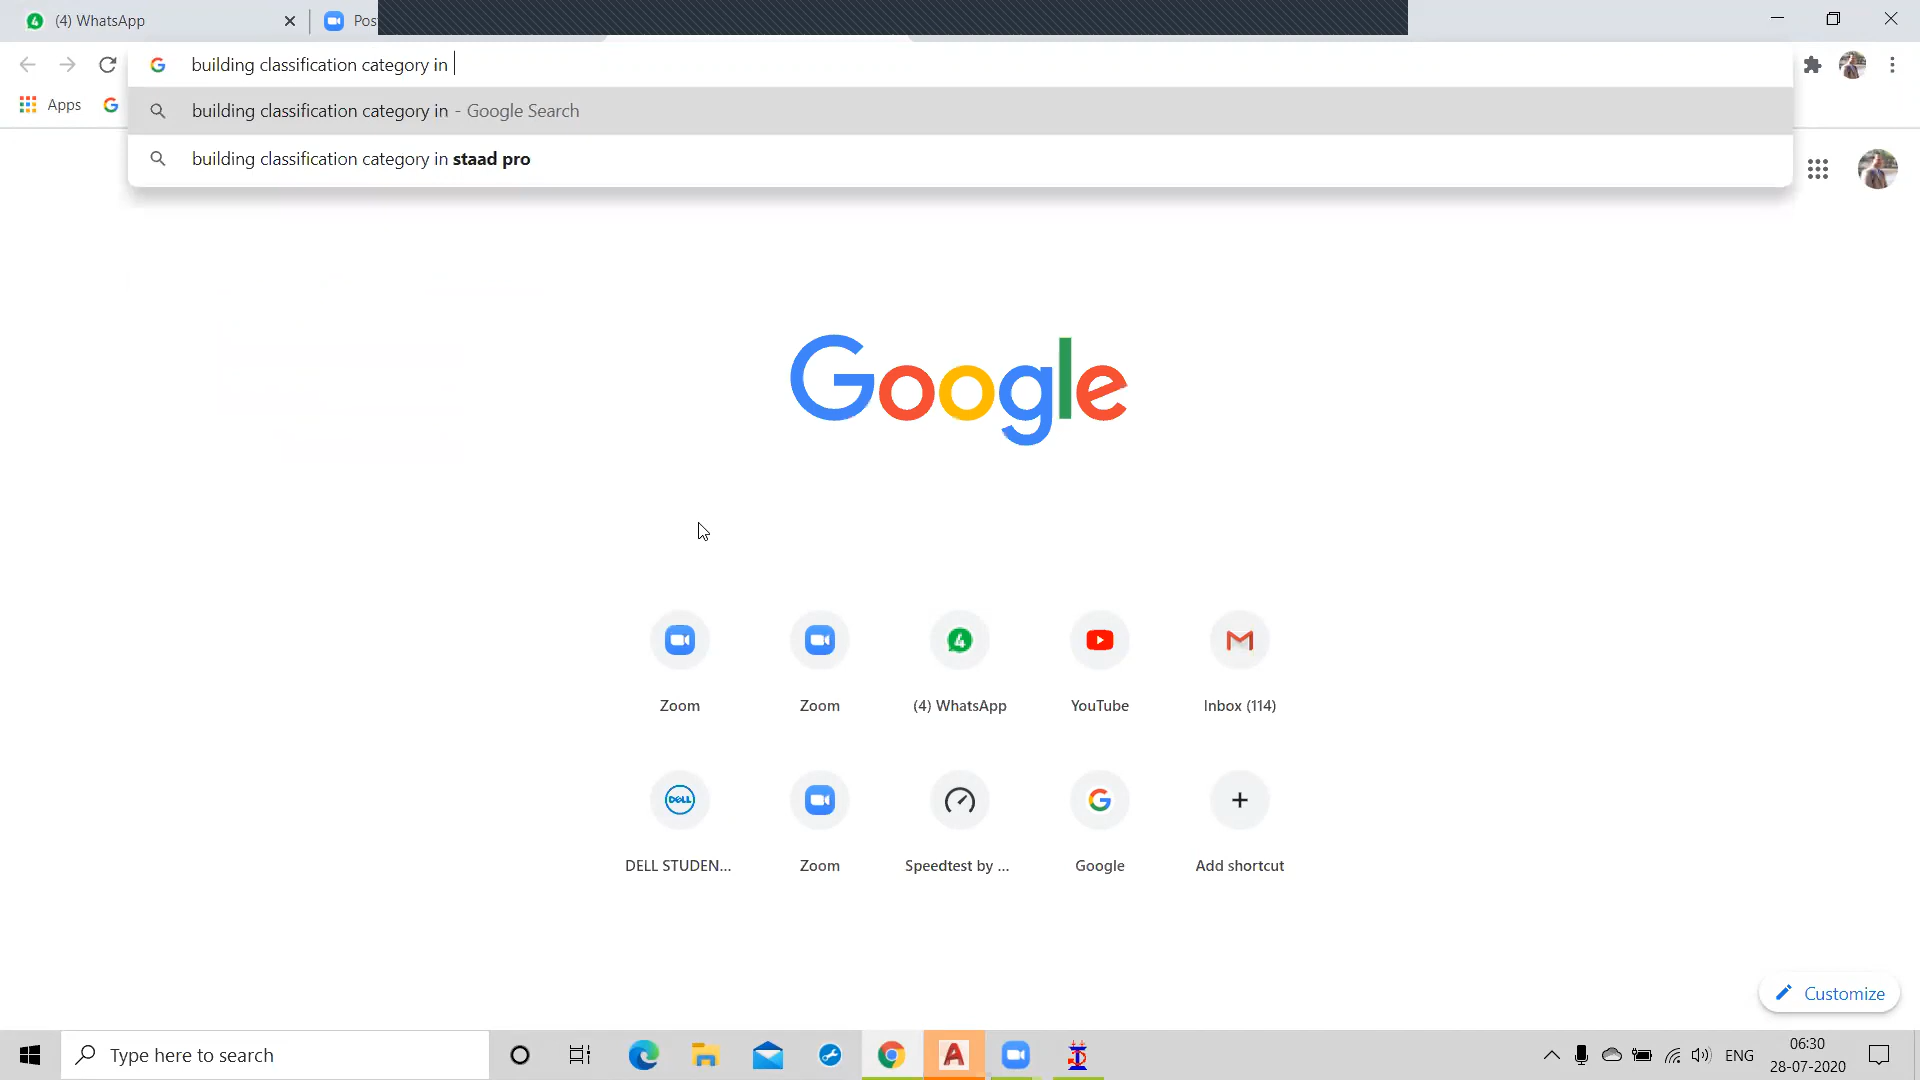 (4) WhatsApp
Pos
building classification category in
Apps
building classification category in - Google Search
building classification category in staad pro
Google
Zoom
Zoom
(4) WhatsApp
YouTube
Inbox (114)
DELL
DELL STUDEN...
Zoom
Speedtest by ...
Google
Add shortcut
Customize
Type here to search
ENG
06:30
28-07-2020